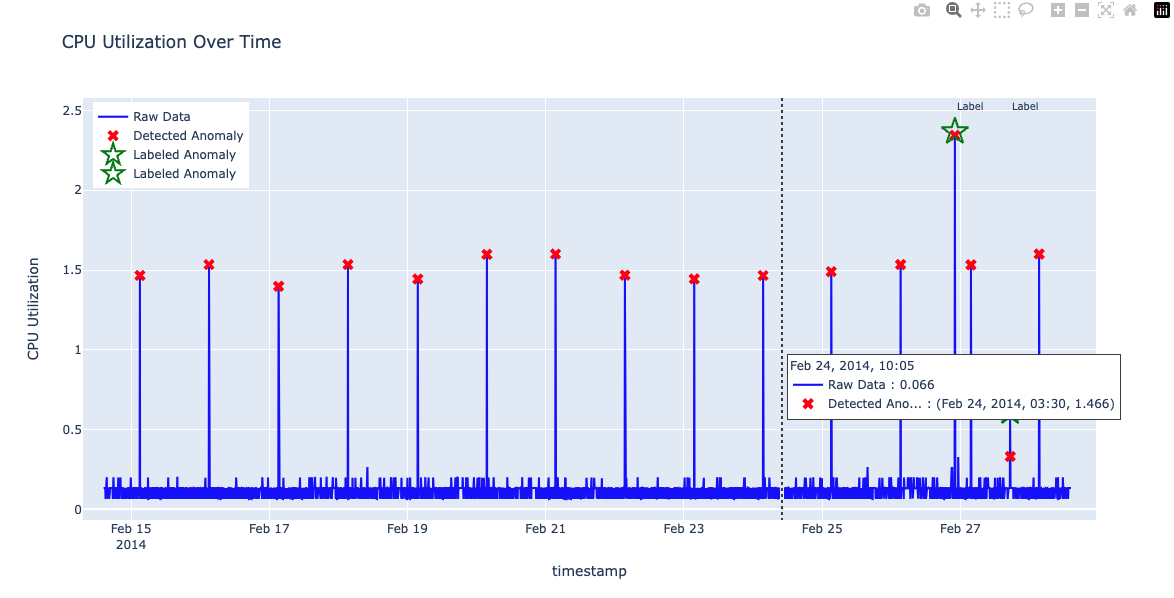 CPU Utilization Over Time
Raw Data
Detected Anomaly
Labeled Anomaly
Labeled Anomaly
Label Label
2.5
2
1.5
1
0.5
0
CPU Utilization
Feb 24, 2014, 10:05
Raw Data : 0.066
Detected Ano... : (Feb 24, 2014, 03:30, 1.466)
Feb 15 Feb 17 Feb 19 Feb 21 Feb 23 Feb 25 Feb 27
2014
timestamp